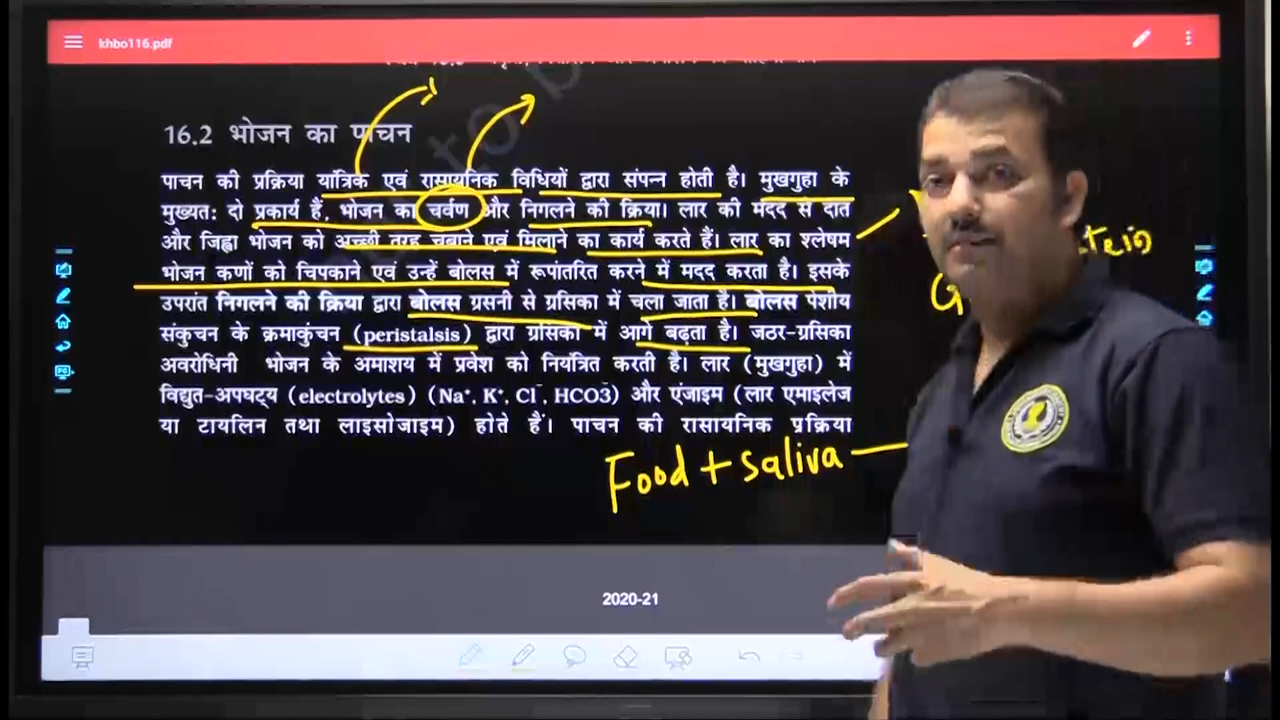 khbo116.pdf
16.2 भोजन का पाचन
पाचन की प्रक्रिया यांत्रिक एवं रासायनिक विधियों द्वारा संपन्न होती है। मुखगुहा के
मुख्यत: दो प्रकार्य हैं, भोजन का चर्वण और निगलने की क्रिया। लार की मदद से दांत
और जिह्वा भोजन को अच्छी तरह चबाने एवं मिलाने का कार्य करते हैं। लार का श्लेषम
भोजन कणों को चिपकाने एवं उन्हें बोलस में रूपांतरित करने में मदद करता है। इसके
उपरांत निगलने की क्रिया द्वारा बोलस ग्रसनी से ग्रसिका में चला जाता है। बोलस पेशीय
संकुचन के क्रमाकुंचन (peristalsis) द्वारा ग्रसिका में आगे बढ़ता है। जठर-ग्रसिका
अवरोधिनी भोजन के अमाशय में प्रवेश को नियंत्रित करती है। लार (मुखगुहा) में
विद्युत-अपघट्य (electrolytes) (Na⁺, K⁺, Cl⁻, HCO3⁻) और एंजाइम (लार एमाइलेज
या टायलिन तथा लाइसोजाइम) होते हैं। पाचन की रासायनिक प्रक्रिया
Food + saliva
2020-21